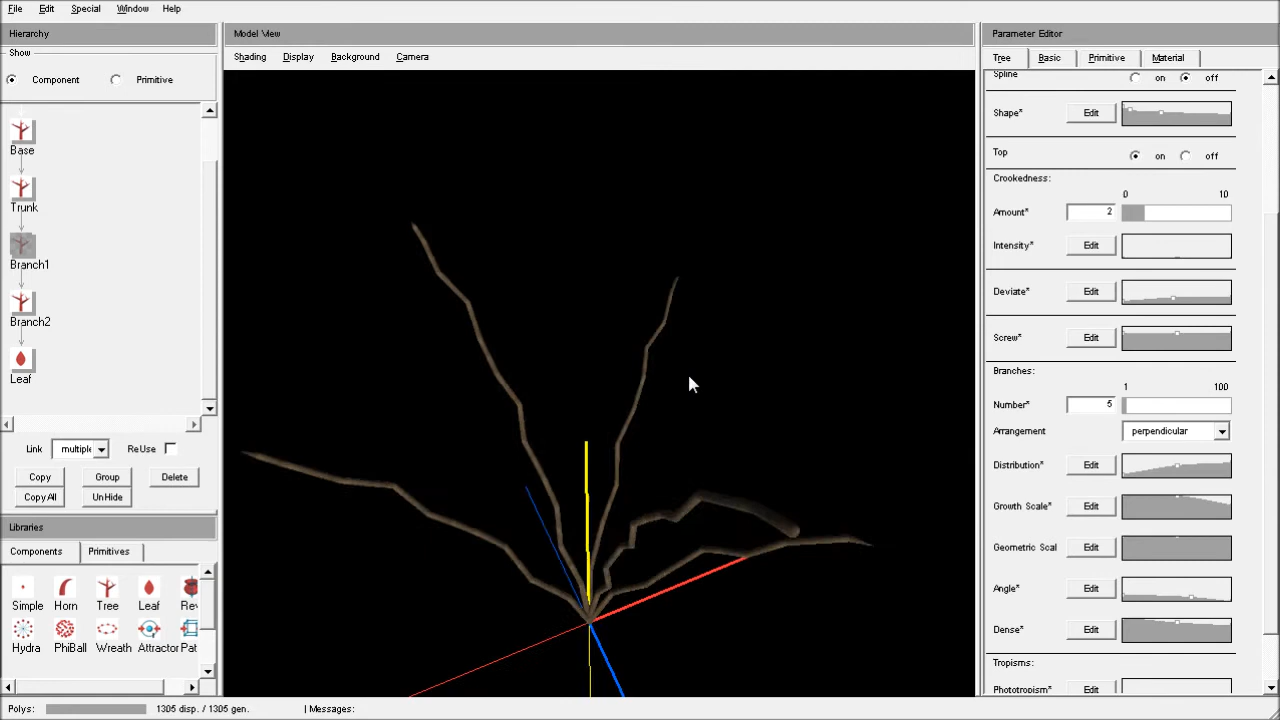 File Edit Special Window Help
Hierarchy
Show
Component Primitive
Base
Trunk
Branch1
Branch2
Leaf
Link multiple ReUse
Copy Group Delete
Copy All UnHide
Libraries
Components Primitives
Simple Horn Tree Leaf Rev
Hydra PhiBall Wreath Attractor Pat
Polys: 1305 disp. / 1305 gen. | Messages:
Model View
Shading Display Background Camera
Parameter Editor
Tree Basic Primitive Material
Spline on off
Shape* Edit
Top on off
Crookedness:
0 10
Amount* 2
Intensity* Edit
Deviate* Edit
Screw* Edit
Branches:
1 100
Number* 5
Arrangement perpendicular
Distribution* Edit
Growth Scale* Edit
Geometric Scal Edit
Angle* Edit
Dense* Edit
Tropisms:
Phototropism* Edit